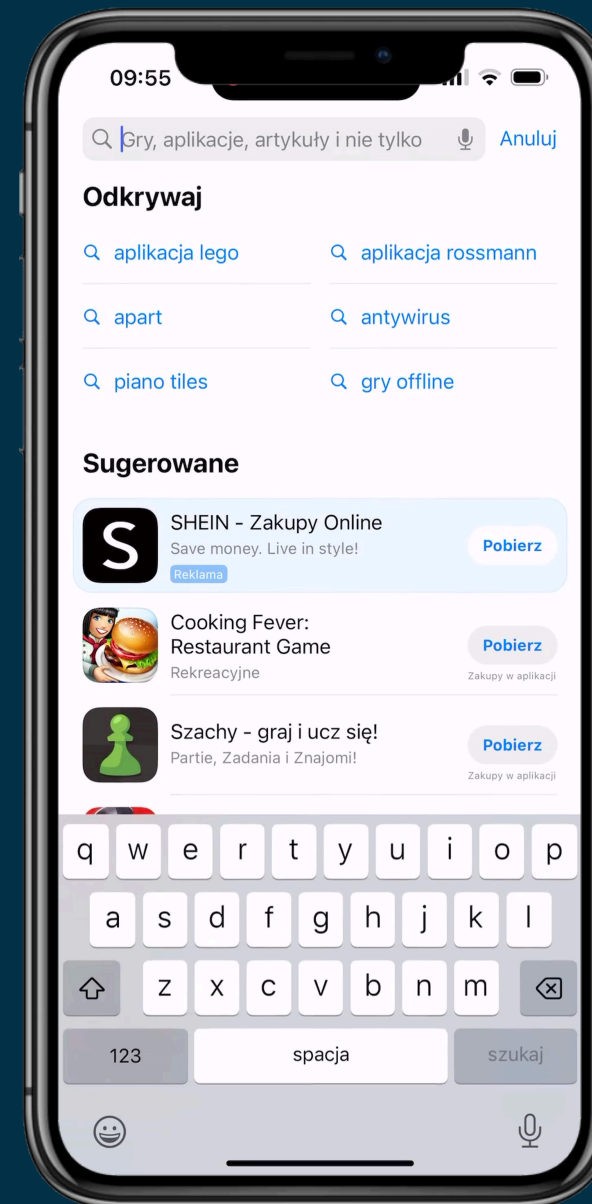 09:55
Gry, aplikacje, artykuły i nie tylko
Anuluj
Odkrywaj
aplikacja lego
aplikacja rossmann
apart
antywirus
piano tiles
gry offline
Sugerowane
S
SHEIN - Zakupy Online
Save money. Live in style!
Reklama
Pobierz
Cooking Fever:
Restaurant Game
Rekreacyjne
Pobierz
Zakupy w aplikacji
Szachy - graj i ucz się!
Partie, Zadania i Znajomi!
Pobierz
Zakupy w aplikacji
q w e r t y u i o p
a s d f g h j k l
z x c v b n m
123 spacja szukaj